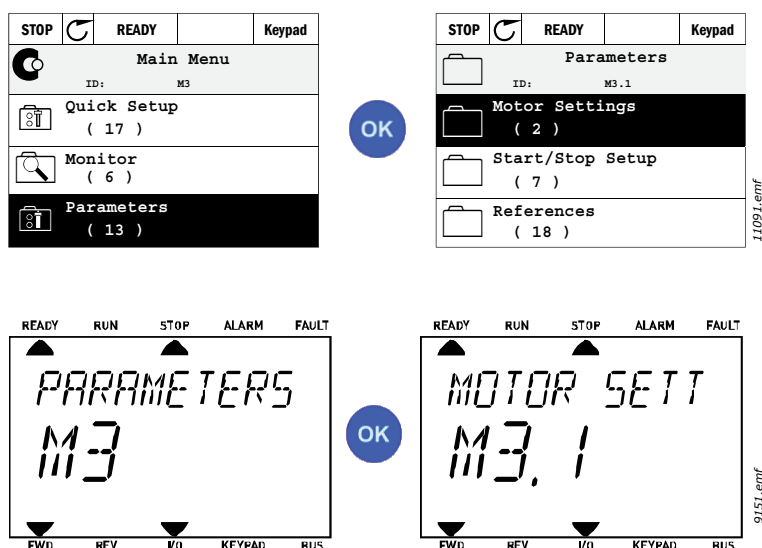 STOP READY Keypad
Main Menu
ID: M3
Quick Setup
( 17 )
Monitor
( 6 )
Parameters
( 13 )
OK
STOP READY Keypad
Parameters
ID: M3.1
Motor Settings
( 2 )
Start/Stop Setup
( 7 )
References
( 18 )
11091.emf
READY RUN STOP ALARM FAULT
PARAMETERS
M3
FWD REV I/O KEYPAD BUS
OK
READY RUN STOP ALARM FAULT
MOTOR SETT
M3.1
FWD REV I/O KEYPAD BUS
9151.emf